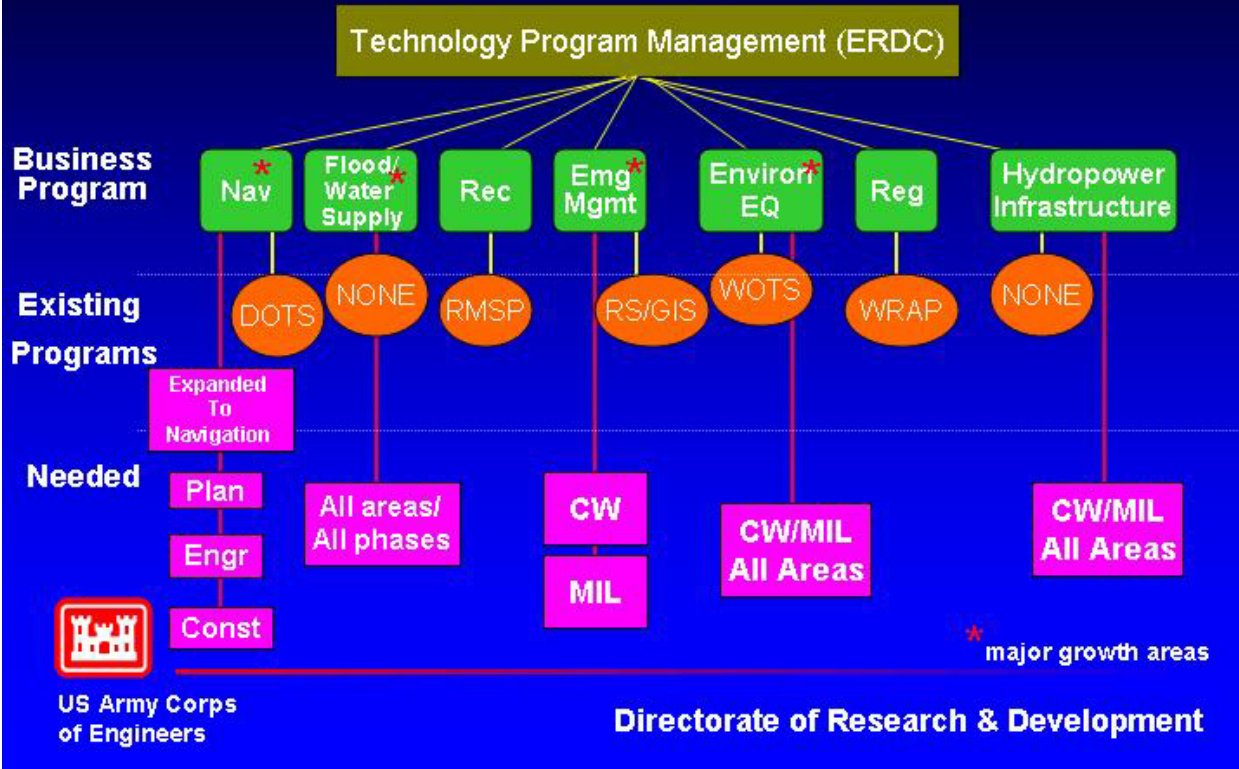 Technology Program Management (ERDC)
Business
Program
Nav *
Flood/
Water *
Supply
Rec
Emg *
Mgmt
Environ *
EQ
Reg
Hydropower
Infrastructure
Existing
Programs
DOTS
NONE
RMSP
RS/GIS
WOTS
WRAP
NONE
Expanded
To
Navigation
Needed
Plan
Engr
Const
All areas/
All phases
CW
MIL
CW/MIL
All Areas
CW/MIL
All Areas
* major growth areas
US Army Corps
of Engineers
Directorate of Research & Development